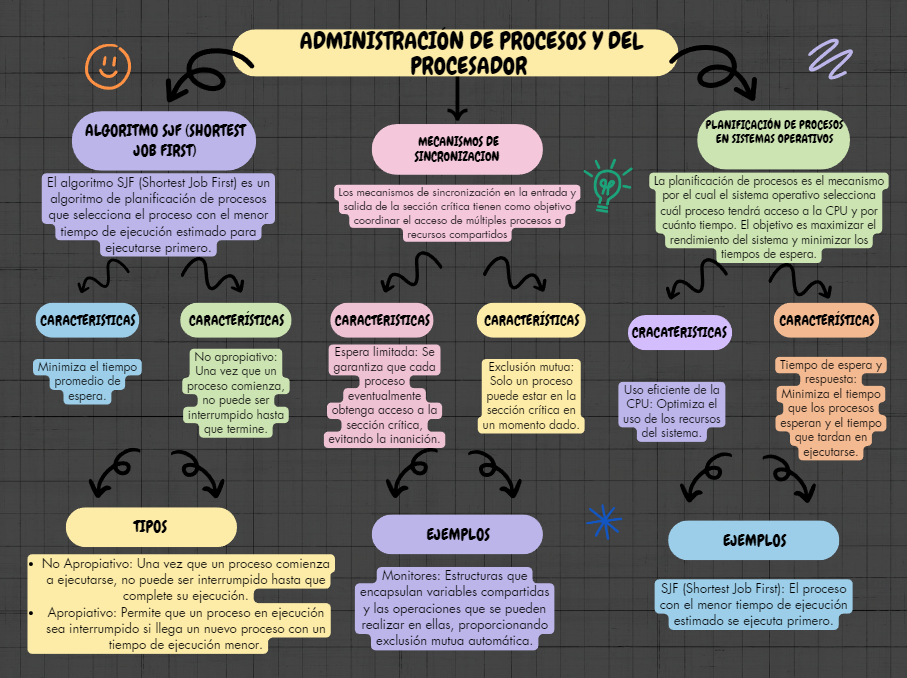 ADMINISTRACIÓN DE PROCESOS Y DEL
PROCESADOR
ALGORITMO SJF (SHORTEST
JOB FIRST)
El algoritmo SJF (Shortest Job First) es un
algoritmo de planificación de procesos
que selecciona el proceso con el menor
tiempo de ejecución estimado para
ejecutarse primero.
CARACTERISTICAS
Minimiza el tiempo
promedio de
espera.
CARACTERÍSTICAS
No apropiativo:
Una vez que un
proceso comienza,
no puede ser
interrumpido hasta
que termine.
TIPOS
• No Apropiativo: Una vez que un proceso comienza
a ejecutarse, no puede ser interrumpido hasta que
complete su ejecución.
• Apropiativo: Permite que un proceso en ejecución
sea interrumpido si llega un nuevo proceso con un
tiempo de ejecución menor.
MECANISMOS DE
SINCRONIZACION
Los mecanismos de sincronización en la entrada y
salida de la sección crítica tienen como objetivo
coordinar el acceso de múltiples procesos a
recursos compartidos
CARACTERISTICAS
Espera limitada: Se
garantiza que cada
proceso
eventualmente
obtenga acceso a la
sección crítica,
evitando la inanición.
CARACTERÍSTICAS
Exclusión mutua:
Solo un proceso
puede estar en la
sección crítica en
un momento dado.
EJEMPLOS
Monitores: Estructuras que
encapsulan variables compartidas
y las operaciones que se pueden
realizar en ellas, proporcionando
exclusión mutua automática.
PLANIFICACIÓN DE PROCESOS
EN SISTEMAS OPERATIVOS
La planificación de procesos es el mecanismo
por el cual el sistema operativo selecciona
cuál proceso tendrá acceso a la CPU y por
cuánto tiempo. El objetivo es maximizar el
rendimiento del sistema y minimizar los
tiempos de espera.
CRACATERISTICAS
Uso eficiente de la
CPU: Optimiza el
uso de los recursos
del sistema.
CARACTERÍSTICAS
Tiempo de espera y
respuesta:
Minimiza el tiempo
que los procesos
esperan y el tiempo
que tardan en
ejecutarse.
EJEMPLOS
SJF (Shortest Job First): El proceso
con el menor tiempo de ejecución
estimado se ejecuta primero.